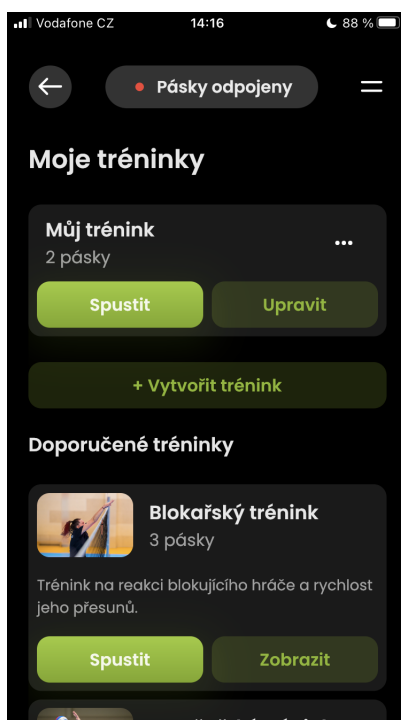 Vodafone CZ 14:16 88 %
Pásky odpojeny
Moje tréninky
Můj trénink
2 pásky
Spustit Upravit
+ Vytvořit trénink
Doporučené tréninky
Blokařský trénink
3 pásky
Trénink na reakci blokujícího hráče a rychlost
jeho přesunů.
Spustit Zobrazit